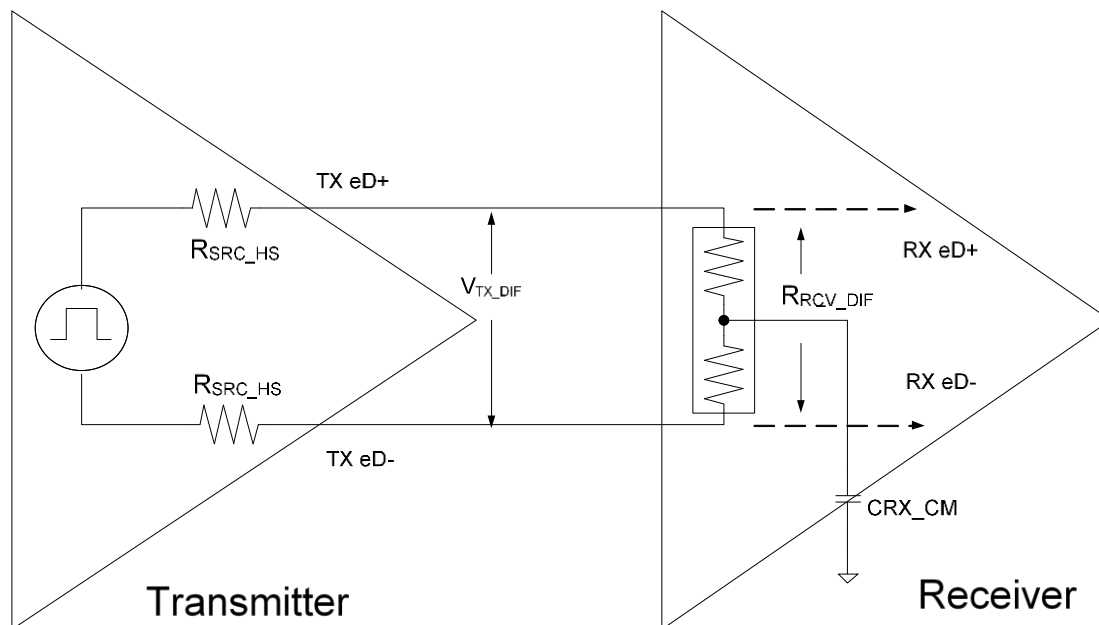 TX eD+
RSRC_HS
VTX_DIF
RX eD+
RRCV_DIF
RSRC_HS
RX eD-
TX eD-
CRX_CM
Transmitter
Receiver